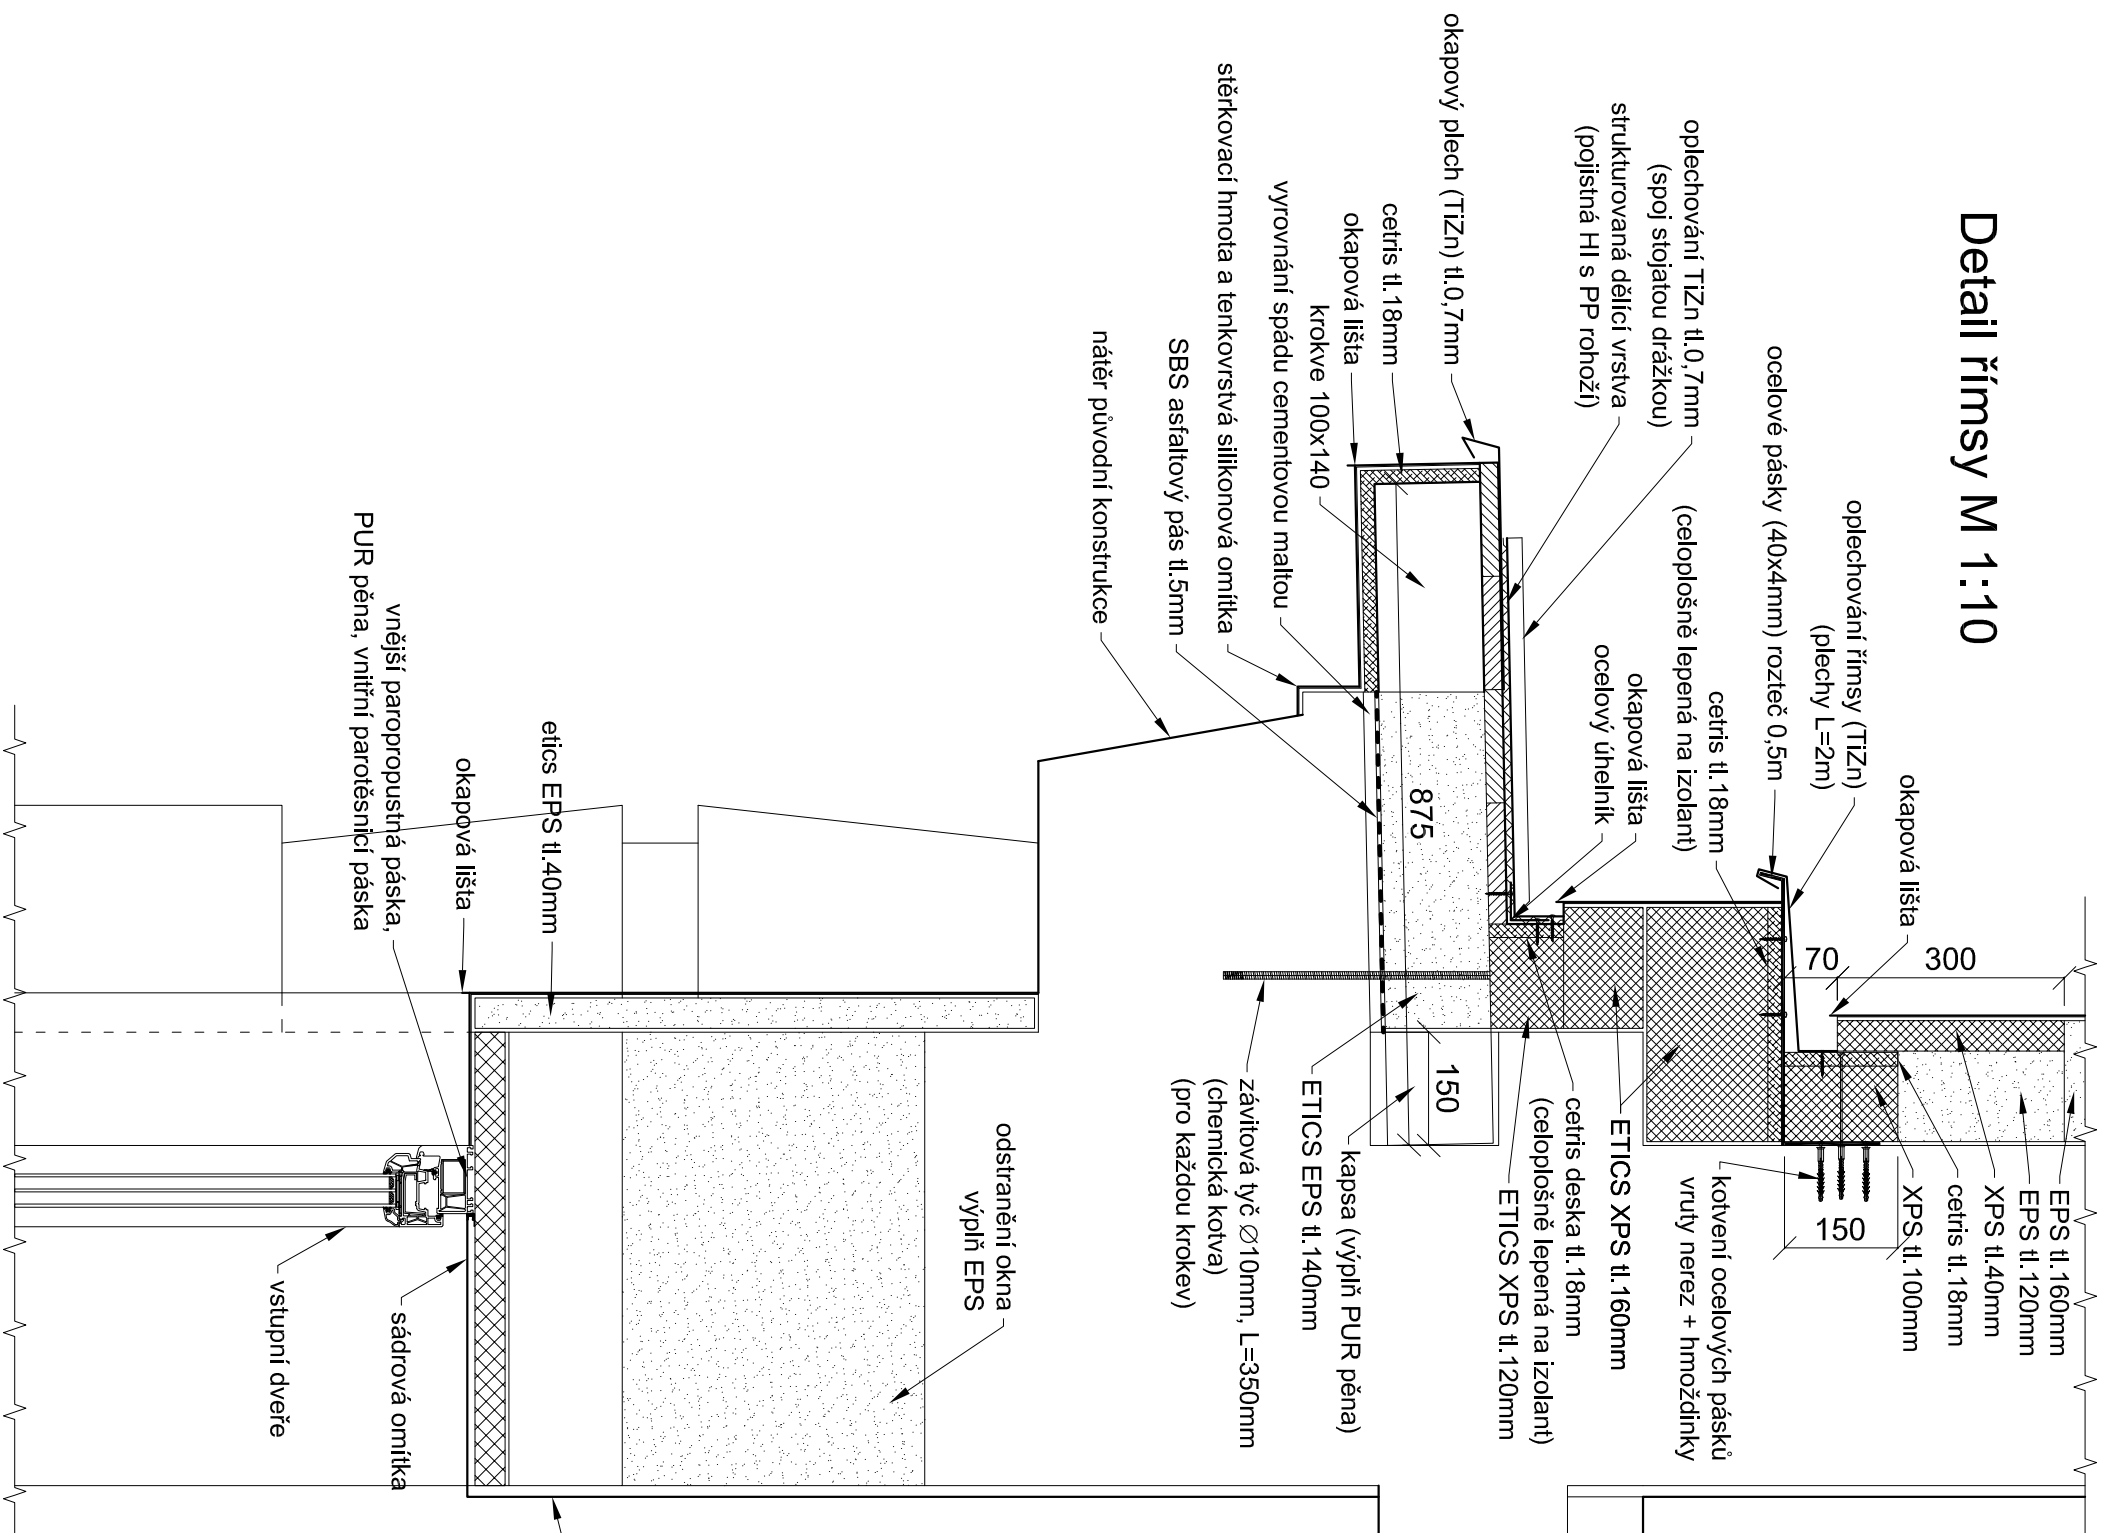 Detail římsy M 1:10
okapová lišta
oplechování římsy (TiZn)
(plechy L=2m)
ocelové pásky (40x4mm) rozteč 0,5m
cetris tl.18mm
(celoplošně lepená na izolant)
oplechování TiZn tl.0,7mm
(spoj stojatou drážkou)
strukturovaná dělící vrstva
(pojistná HI s PP rohoží)
okapová lišta
ocelový úhelník
okapový plech (TiZn) tl.0,7mm
cetris tl.18mm
okapová lišta
krokve 100x140
vyrovnání spádu cementovou maltou
stěrkovací hmota a tenkovrstvá silikonová omítka
SBS asfaltový pás tl.5mm
nátěr původní konstrukce
etics EPS tl.40mm
okapová lišta
vnější paropropustná páska,
PUR pěna, vnitřní parotěsnící páska
300
70
875
150
150
EPS tl.160mm
EPS tl.120mm
XPS tl.40mm
cetris tl.18mm
XPS tl.100mm
kotvení ocelových pásků
vruty nerez + hmoždinky
ETICS XPS tl.160mm
cetris deska tl.18mm
(celoplošně lepená na izolant)
ETICS XPS tl.120mm
kapsa (výplň PUR pěna)
ETICS EPS tl.140mm
závitová tyč ∅10mm, L=350mm
(chemická kotva)
(pro každou krokev)
odstranění okna
výplň EPS
sádrová omítka
vstupní dveře